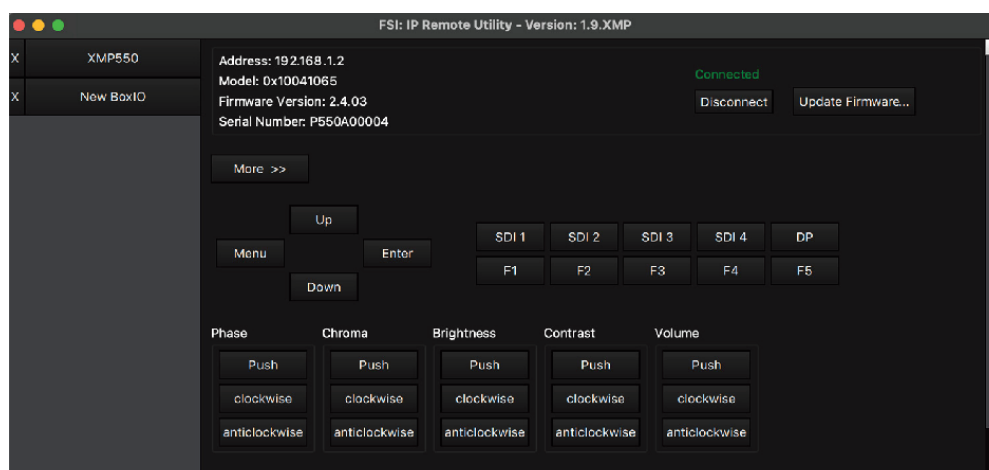 FSI: IP Remote Utility - Version: 1.9.XMP
X XMP550
X New BoxIO
Address: 192.168.1.2
Model: 0x10041065
Firmware Version: 2.4.03
Serial Number: P550A00004
Connected
Disconnect Update Firmware...
More >>
Up
Menu Enter
Down
SDI 1 SDI 2 SDI 3 SDI 4 DP
F1 F2 F3 F4 F5
Phase Chroma Brightness Contrast Volume
Push Push Push Push Push
clockwise clockwise clockwise clockwise clockwise
anticlockwise anticlockwise anticlockwise anticlockwise anticlockwise